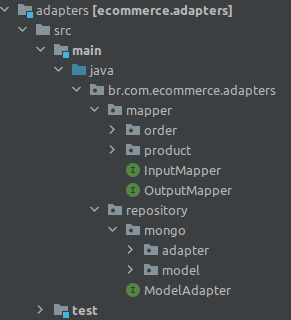 adapters [ecommerce.adapters]
src
main
java
br.com.ecommerce.adapters
mapper
order
product
InputMapper
OutputMapper
repository
mongo
adapter
model
ModelAdapter
test